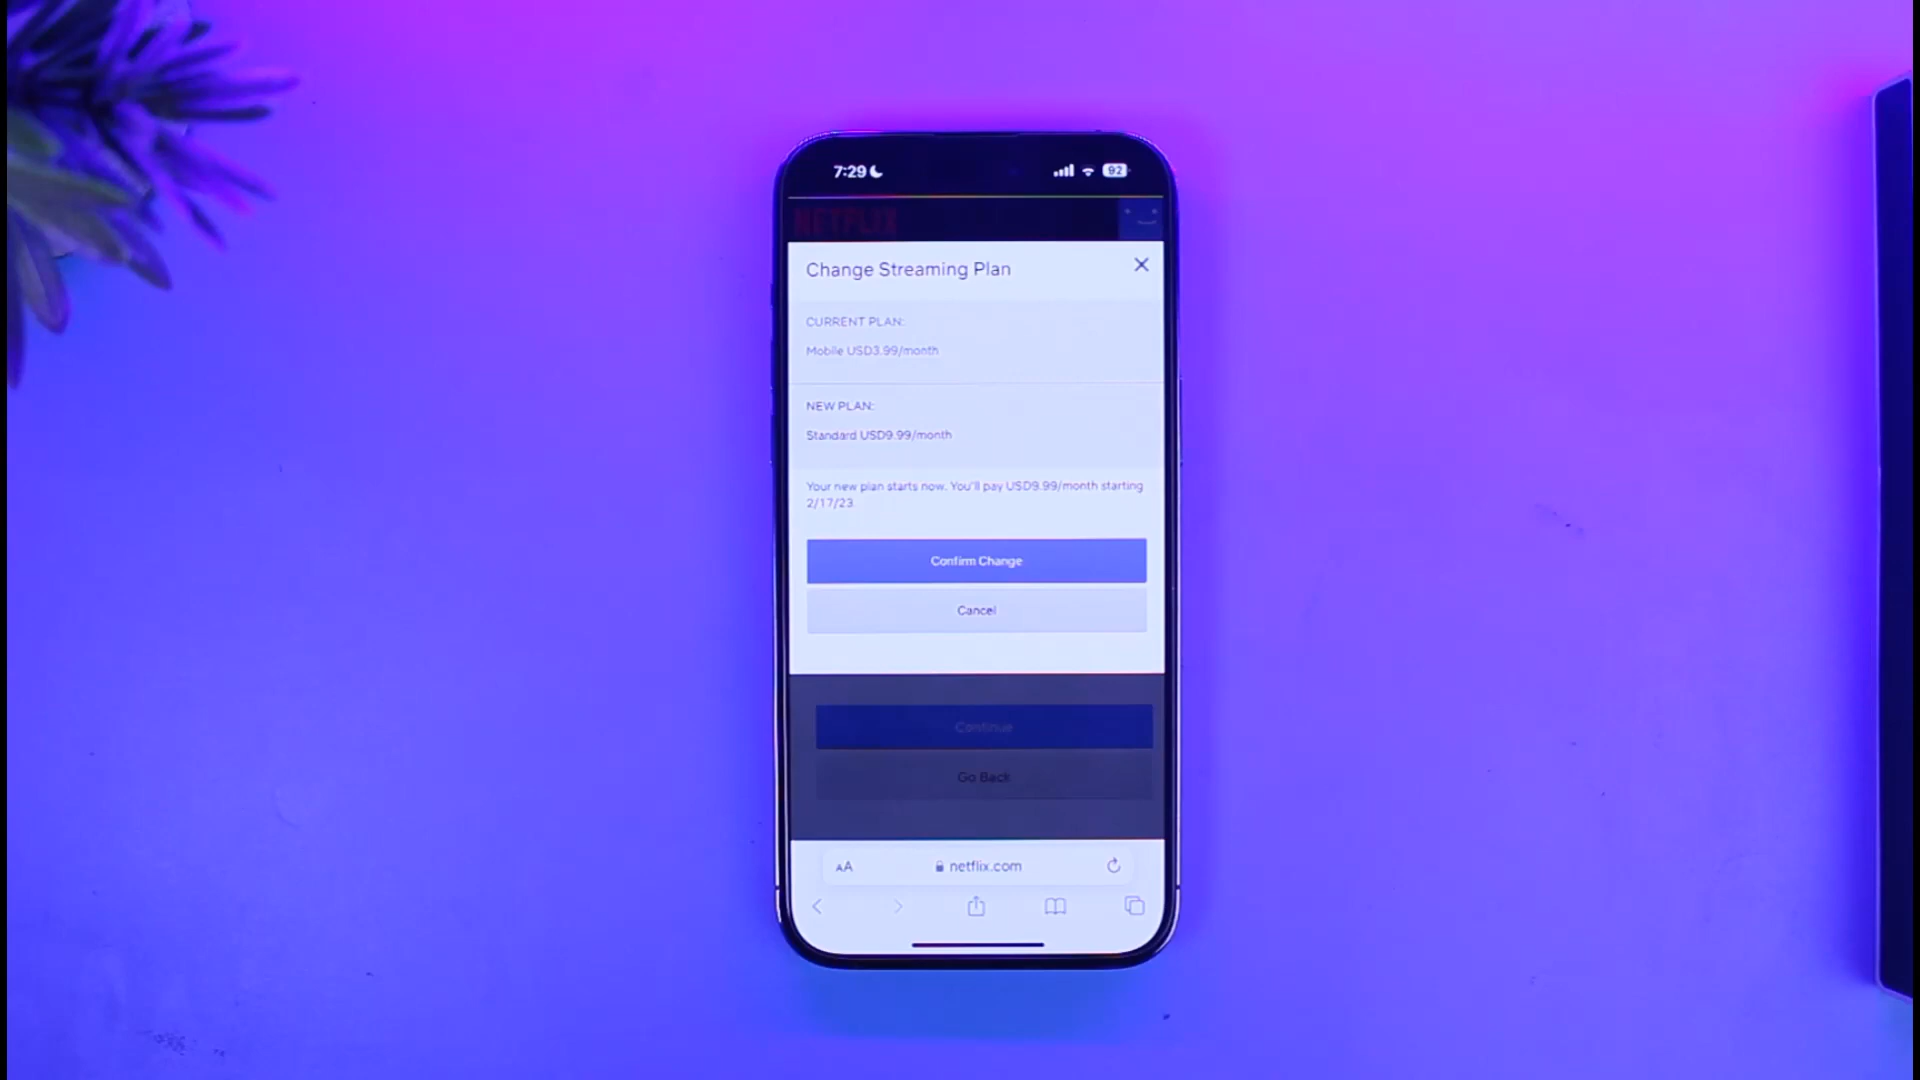 7:29
92
NETFLIX
Change Streaming Plan
CURRENT PLAN:
Mobile USD3.99/month
NEW PLAN:
Standard USD9.99/month
Your new plan starts now. You'll pay USD9.99/month starting
2/17/23.
Confirm Change
Cancel
Continue
Go Back
AA
netflix.com